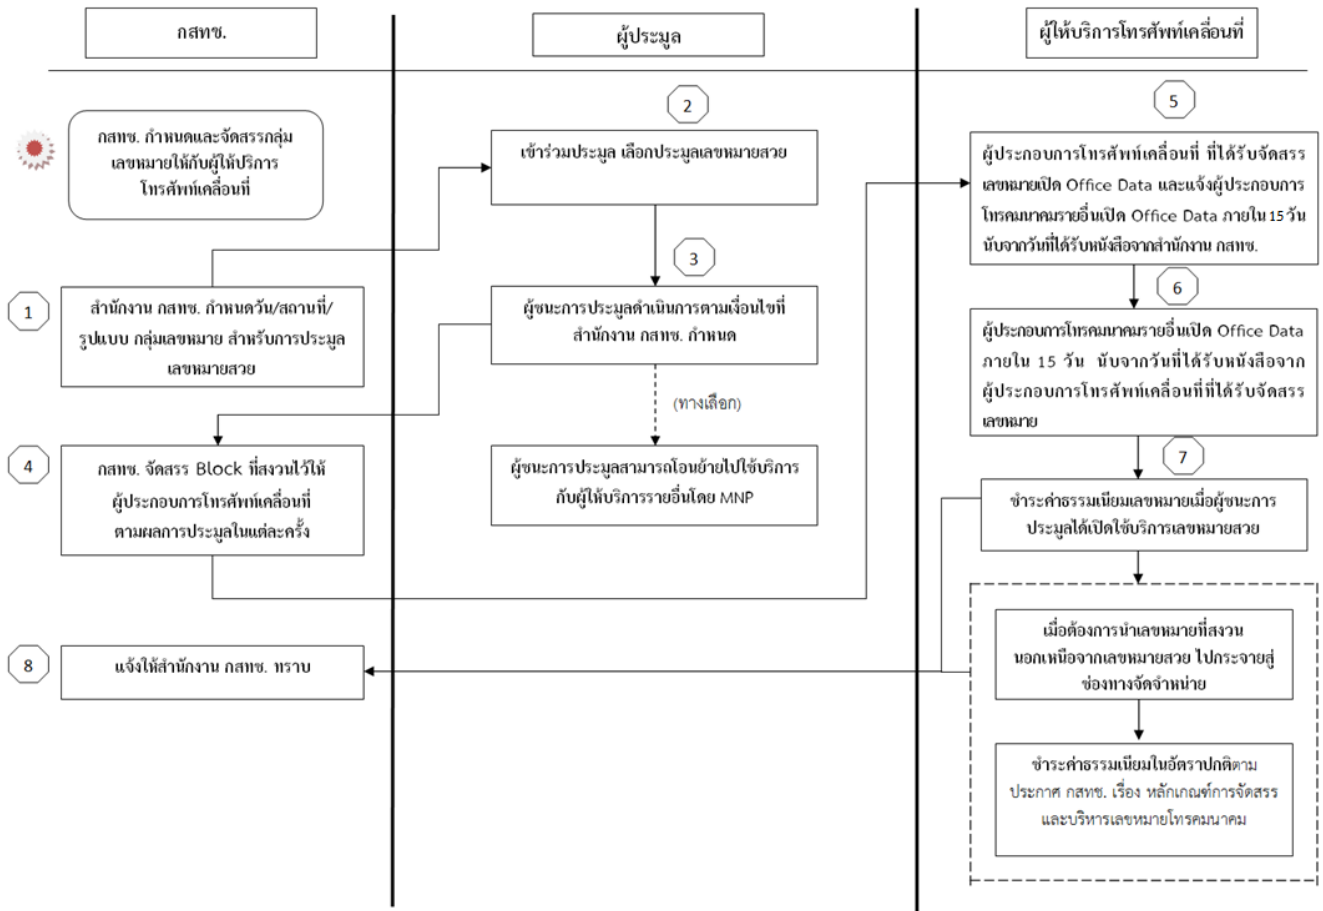 กสทช.
ผู้ประมูล
ผู้ให้บริการโทรศัพท์เคลื่อนที่
กสทช. กำหนดและจัดสรรกลุ่ม
เลขหมายให้กับผู้ให้บริการ
โทรศัพท์เคลื่อนที่
1
สำนักงาน กสทช. กำหนดวัน/สถานที่/
รูปแบบ กลุ่มเลขหมาย สำหรับการประมูล
เลขหมายสวย
2
เข้าร่วมประมูล เลือกประมูลเลขหมายสวย
3
ผู้ชนะการประมูลดำเนินการตามเงื่อนไขที่
สำนักงาน กสทช. กำหนด
(ทางเลือก)
ผู้ชนะการประมูลสามารถโอนย้ายไปใช้บริการ
กับผู้ให้บริการรายอื่นโดย MNP
4
กสทช. จัดสรร Block ที่สงวนไว้ให้
ผู้ประกอบการโทรศัพท์เคลื่อนที่
ตามผลการประมูลในแต่ละครั้ง
5
ผู้ประกอบการโทรศัพท์เคลื่อนที่ ที่ได้รับจัดสรร
เลขหมายเปิด Office Data และแจ้งผู้ประกอบการ
โทรคมนาคมรายอื่นเปิด Office Data ภายใน 15 วัน
นับจากวันที่ได้รับหนังสือจากสำนักงาน กสทช.
6
ผู้ประกอบการโทรคมนาคมรายอื่นเปิด Office Data
ภายใน 15 วัน นับจากวันที่ได้รับหนังสือจาก
ผู้ประกอบการโทรศัพท์เคลื่อนที่ที่ได้รับจัดสรร
เลขหมาย
7
ชำระค่าธรรมเนียมเลขหมายเมื่อผู้ชนะการ
ประมูลได้เปิดใช้บริการเลขหมายสวย
เมื่อต้องการนำเลขหมายที่สงวน
นอกเหนือจากเลขหมายสวย ไปกระจายสู่
ช่องทางจัดจำหน่าย
ชำระค่าธรรมเนียมในอัตราปกติตาม
ประกาศ กสทช. เรื่อง หลักเกณฑ์การจัดสรร
และบริหารเลขหมายโทรคมนาคม
8
แจ้งให้สำนักงาน กสทช. ทราบ